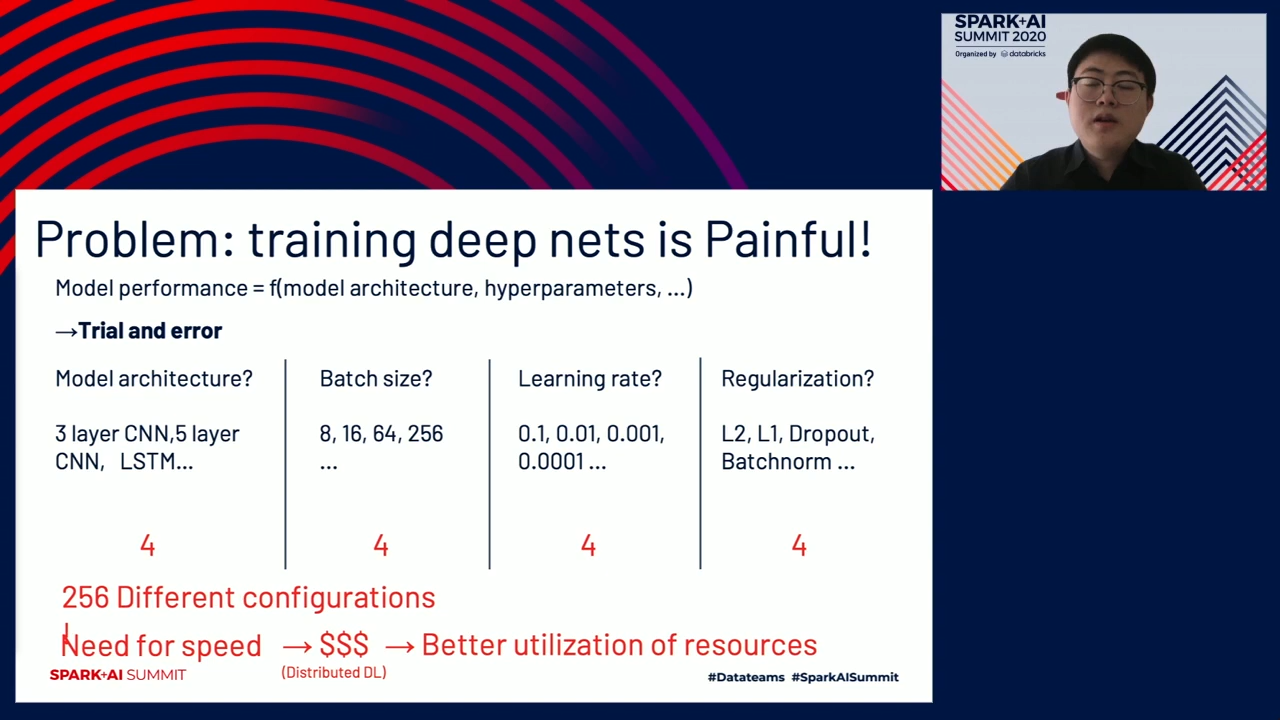 SPARK+AI
SUMMIT 2020
Organized by databricks
Problem: training deep nets is Painful!
Model performance = f(model architecture, hyperparameters, ...)
→Trial and error
Model architecture?
3 layer CNN,5 layer
CNN, LSTM...
4
Batch size?
8, 16, 64, 256
...
4
Learning rate?
0.1, 0.01, 0.001,
0.0001 ...
4
Regularization?
L2, L1, Dropout,
Batchnorm ...
4
256 Different configurations
!
Need for speed → $$$ → Better utilization of resources
(Distributed DL)
SPARK+AI SUMMIT
#Datateams #SparkAISummit